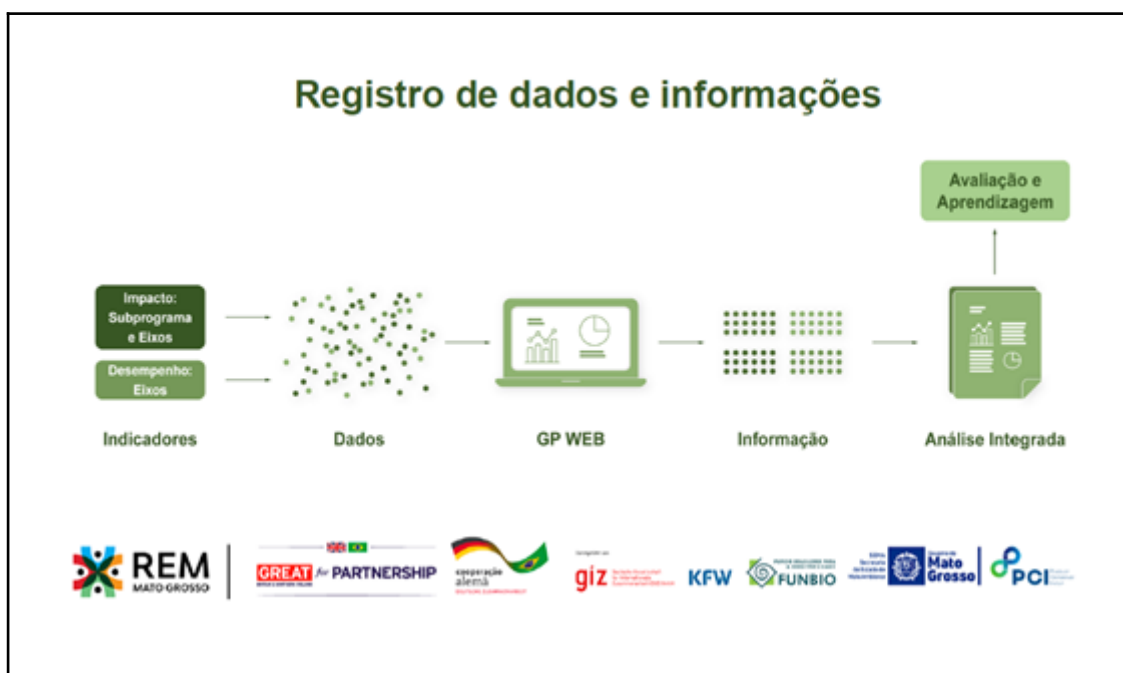 Registro de dados e informações
Avaliação e
Aprendizagem
Impacto:
Subprograma
e Eixos
Desempenho:
Eixos
Indicadores
Dados
GP WEB
Informação
Análise Integrada
REM
MATO GROSSO
GREAT for PARTNERSHIP
cooperação
alemã
giz
KFW
FUNBIO
Mato
Grosso
PCI